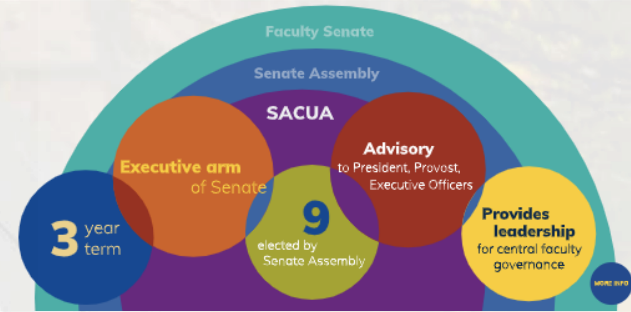 Faculty Senate
Senate Assembly
SACUA
Executive arm
of Senate
Advisory
to President, Provost,
Executive Officers
3 year
term
9
elected by
Senate Assembly
Provides
leadership
for central faculty
governance
MORE INFO